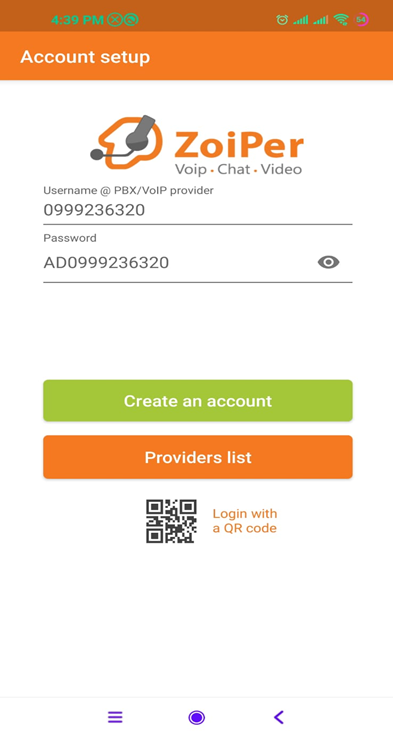 4:39 PM
54
Account setup
ZoiPer
Voip • Chat • Video
Username @ PBX/VoIP provider
0999236320
Password
AD0999236320
Create an account
Providers list
Login with
a QR code